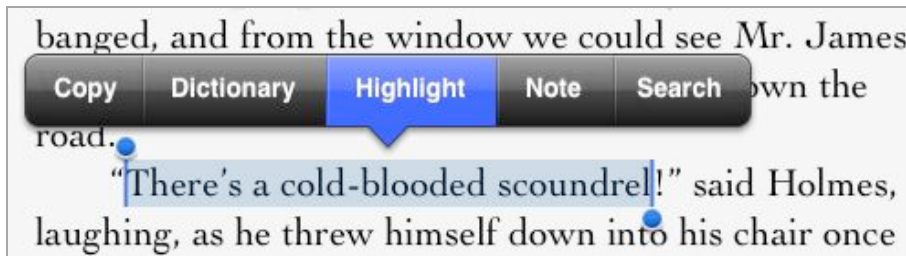 banged, and from the window we could see Mr. James
Copy Dictionary Highlight Note Search own the
road.
“There’s a cold-blooded scoundrel!” said Holmes,
laughing, as he threw himself down into his chair once